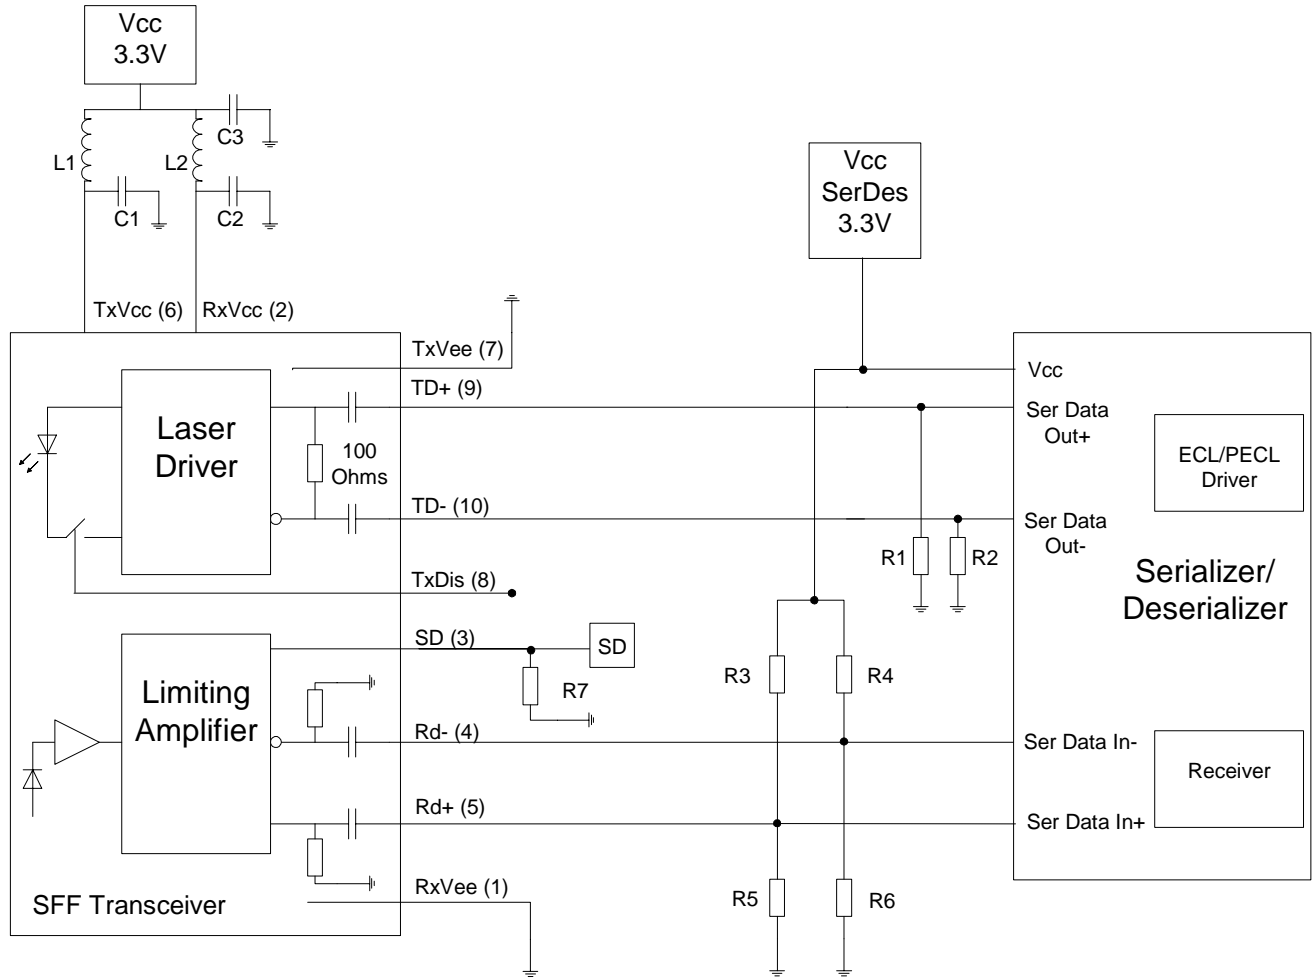 Vcc
3.3V
C3
L1
L2
C1
C2
Vcc
SerDes
3.3V
TxVcc (6)
RxVcc (2)
TxVee (7)
TD+ (9)
Laser
Driver
100
Ohms
TD- (10)
TxDis (8)
Vcc
Ser Data
Out+
ECL/PECL
Driver
Ser Data
Out-
R1
R2
Serializer/
Deserializer
SD (3)
SD
R7
R3
R4
Limiting
Amplifier
Rd- (4)
Ser Data In-
Receiver
Rd+ (5)
Ser Data In+
RxVee (1)
R5
R6
SFF Transceiver